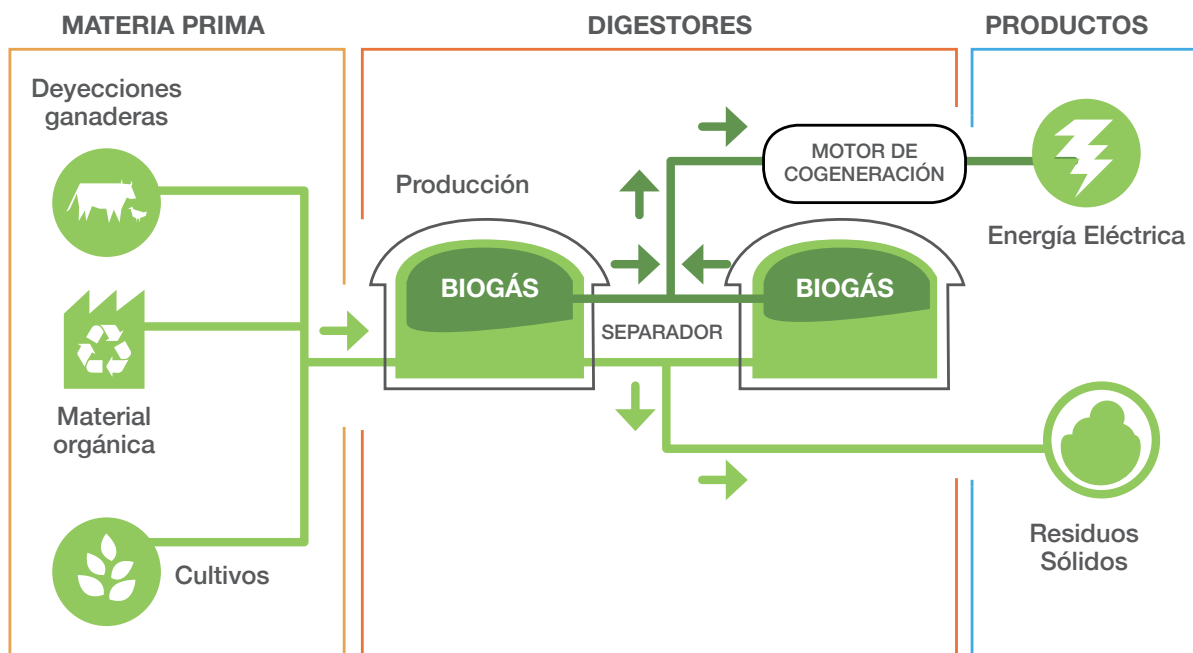 MATERIA PRIMA
DIGESTORES
PRODUCTOS
Deyecciones
ganaderas
Material
orgánica
Cultivos
Producción
BIOGÁS
SEPARADOR
BIOGÁS
MOTOR DE
COGENERACIÓN
Energía Eléctrica
Residuos
Sólidos